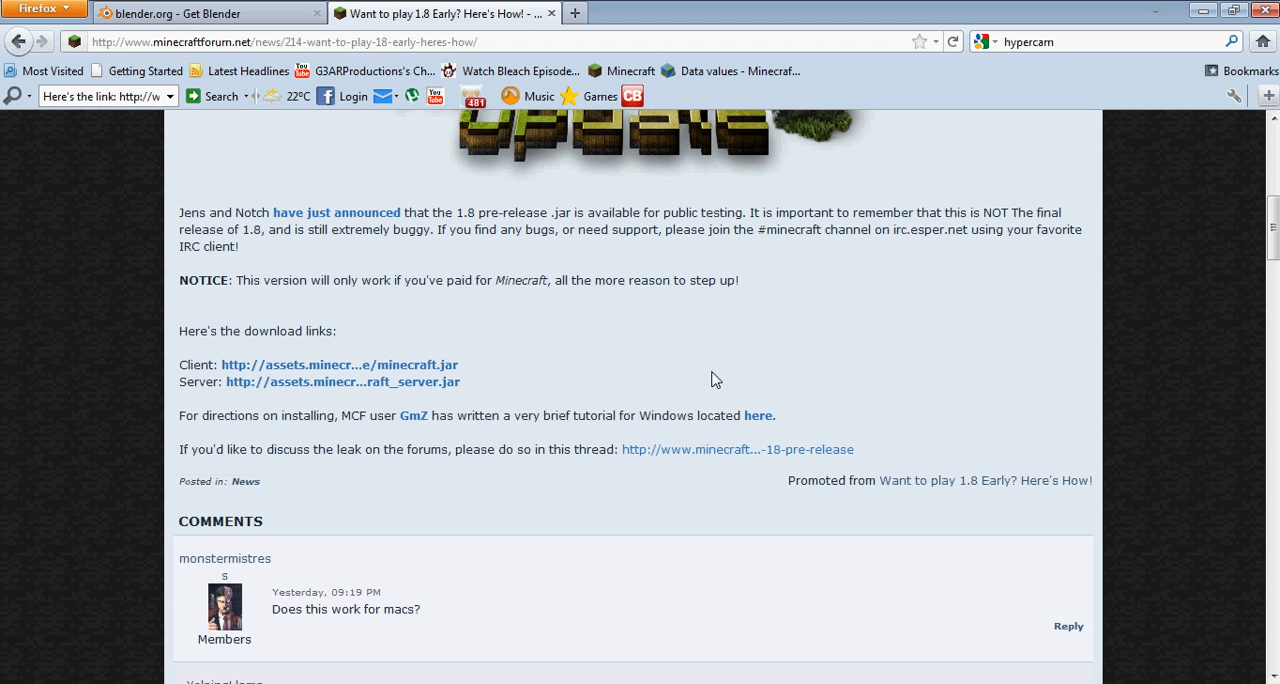 Firefox
blender.org - Get Blender
Want to play 1.8 Early? Here's How! - ...
http://www.minecraftforum.net/news/214-want-to-play-18-early-heres-how/
hypercam
Most Visited Getting Started Latest Headlines G3ARProductions's Ch... Watch Bleach Episode... Minecraft Data values - Minecraf... Bookmarks
Here's the link: http://w Search 22ºC Login You Tube 481 Music Games CB
update
Jens and Notch have just announced that the 1.8 pre-release .jar is available for public testing. It is important to remember that this is NOT The final
release of 1.8, and is still extremely buggy. If you find any bugs, or need support, please join the #minecraft channel on irc.esper.net using your favorite
IRC client!
NOTICE: This version will only work if you've paid for Minecraft, all the more reason to step up!
Here's the download links:
Client: http://assets.minecr...e/minecraft.jar
Server: http://assets.minecr...raft_server.jar
For directions on installing, MCF user GmZ has written a very brief tutorial for Windows located here.
If you'd like to discuss the leak on the forums, please do so in this thread: http://www.minecraft...-18-pre-release
Posted in: News
Promoted from Want to play 1.8 Early? Here's How!
COMMENTS
monstermistres
s
Yesterday, 09:19 PM
Does this work for macs?
Reply
Members